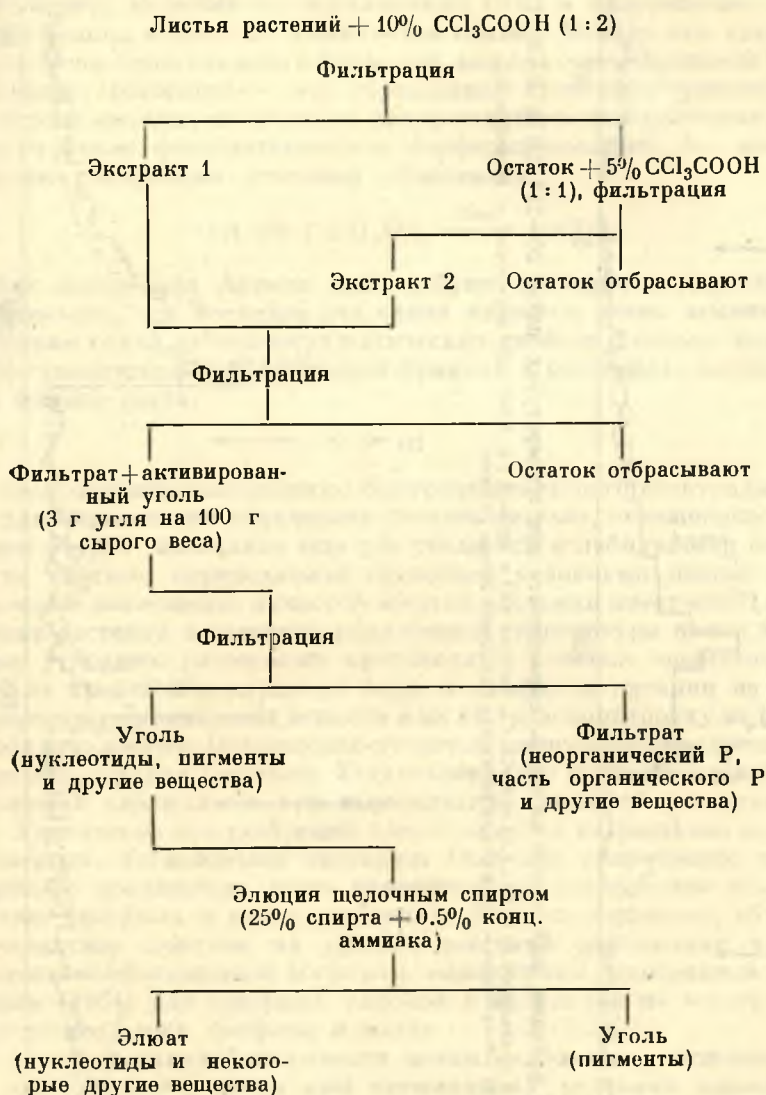 Листья растений + 10% CCl₃COOH (1 : 2)
Фильтрация
Экстракт 1
Остаток + 5% CCl₃COOH
(1 : 1), фильтрация
Экстракт 2
Остаток отбрасывают
Фильтрация
Фильтрат + активирован-
ный уголь
(3 г угля на 100 г
сырого веса)
Остаток отбрасывают
Фильтрация
Уголь
(нуклеотиды, пигменты
и другие вещества)
Фильтрат
(неорганический Р,
часть органического Р
и другие вещества)
Элюция щелочным спиртом
(25% спирта + 0.5% конц.
аммиака)
Элюат
(нуклеотиды и некото-
рые другие вещества)
Уголь
(пигменты)